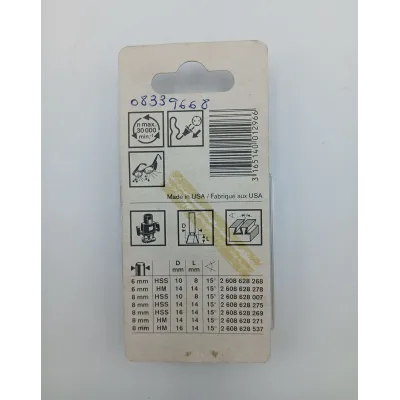 08339668
n max.
30000
min.⁻¹
3165140012966
Made in USA / Fabriqué aux USA
D
L
D mm L mm
6 mm HSS 10 8 15° 2 608 628 268
6 mm HM 14 14 15° 2 608 628 278
8 mm HSS 10 8 15° 2 608 628 007
8 mm HSS 14 14 15° 2 608 628 275
8 mm HSS 16 14 15° 2 608 628 269
8 mm HM 14 14 15° 2 608 628 271
8 mm HM 16 14 15° 2 608 628 537